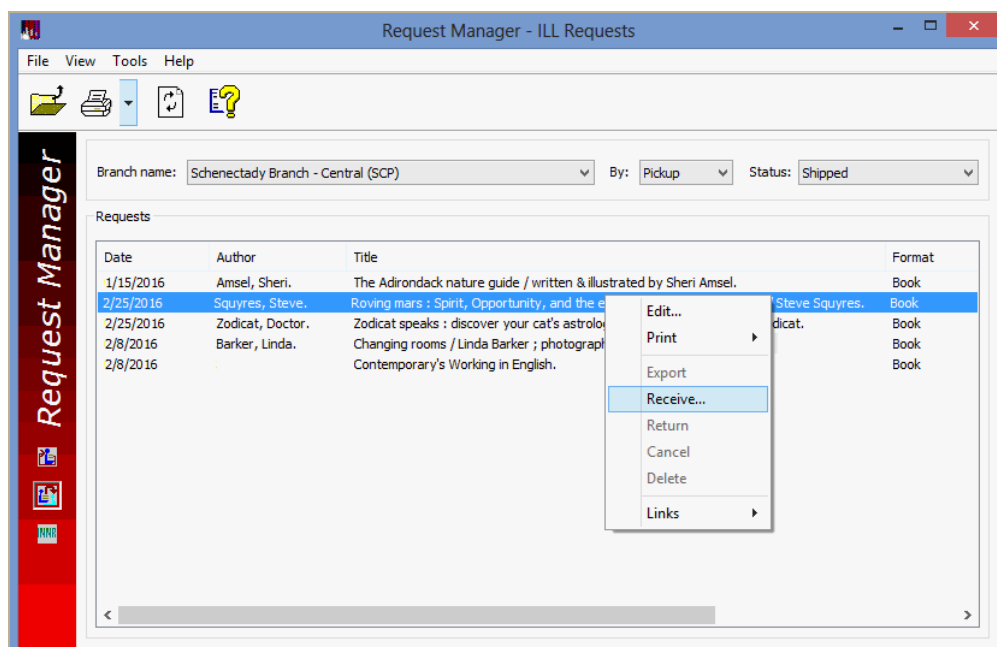 Request Manager - ILL Requests
File View Tools Help
Request Manager
Branch name: Schenectady Branch - Central (SCP) By: Pickup Status: Shipped
Requests
Date Author Title Format
1/15/2016 Amsel, Sheri. The Adirondack nature guide / written & illustrated by Sheri Amsel. Book
2/25/2016 Squyres, Steve. Roving mars : Spirit, Opportunity, and the e Steve Squyres. Book
2/25/2016 Zodicat, Doctor. Zodicat speaks : discover your cat's astrolo dicat. Book
2/8/2016 Barker, Linda. Changing rooms / Linda Barker ; photograph Book
2/8/2016 Contemporary's Working in English. Book
Edit...
Print
Export
Receive...
Return
Cancel
Delete
Links